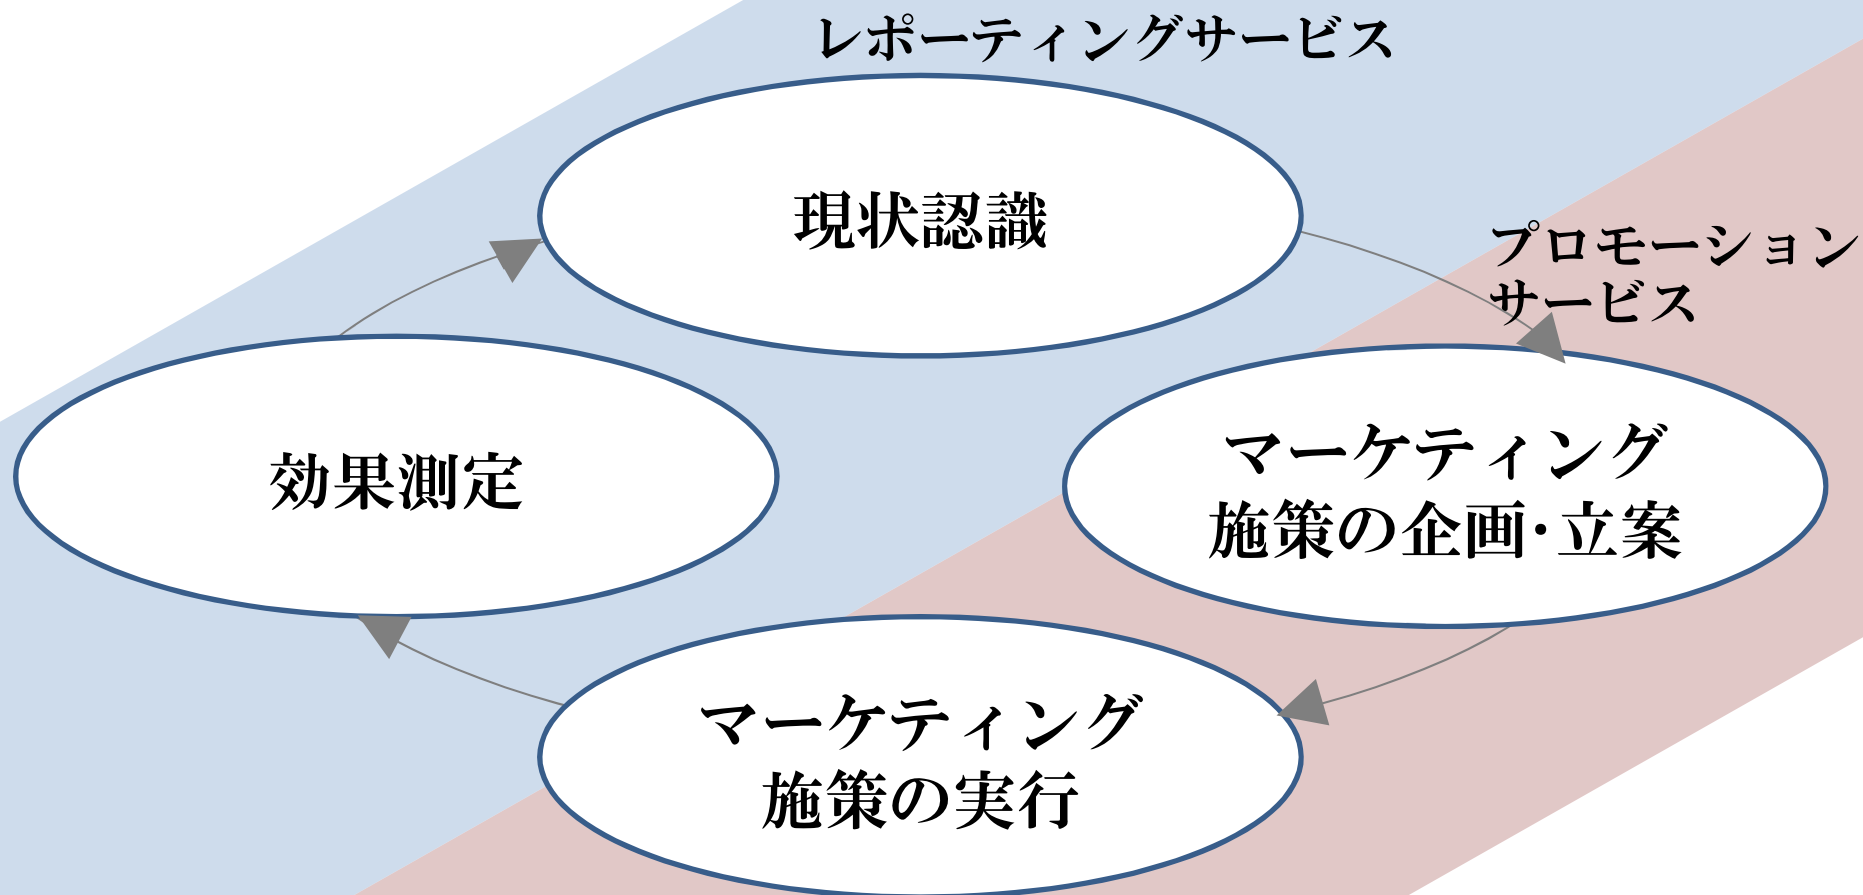 レポーティングサービス
現状認識
プロモーション
サービス
効果測定
マーケティング
施策の企画・立案
マーケティング
施策の実行